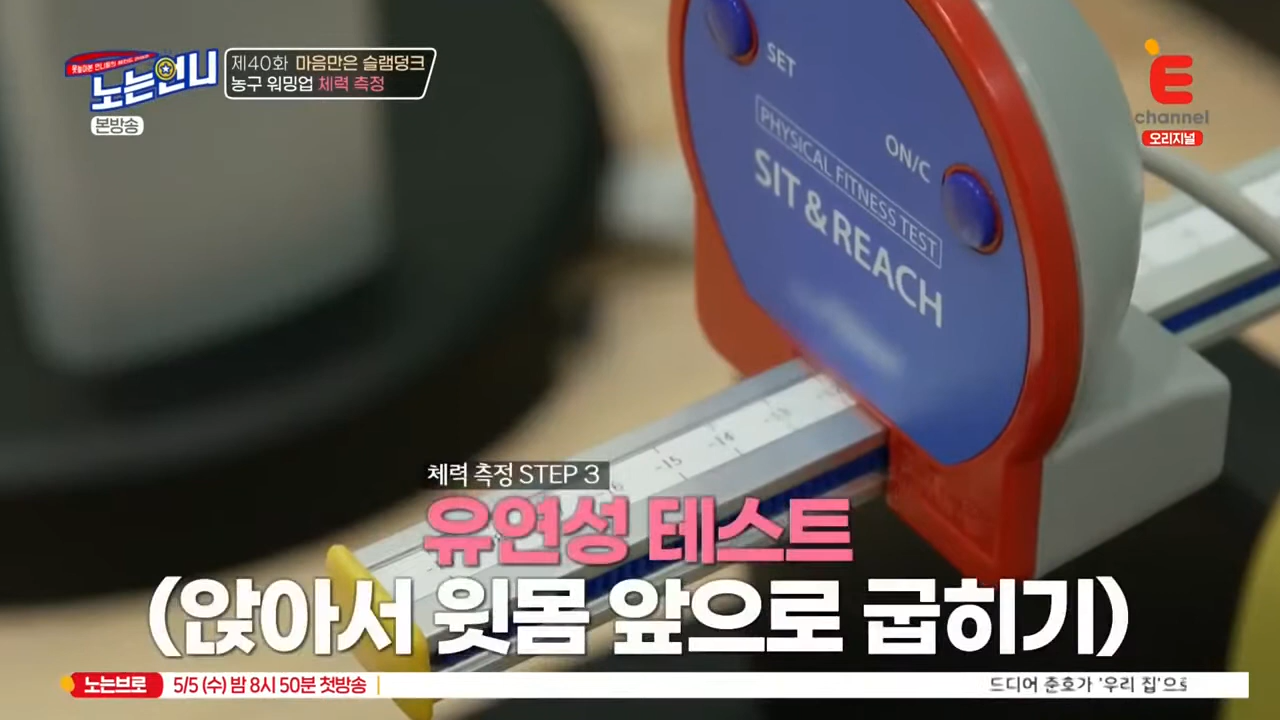 노는언니
제40화 마음만은 슬램덩크
농구 워밍업 체력 측정
본방송
E
channel
오리지널
SET
ON/C
PHYSICAL FITNESS TEST
SIT & REACH
-13
-14
-15
체력 측정 STEP 3
유연성 테스트
(앉아서 윗몸 앞으로 굽히기)
노는브로 5/5 (수) 밤 8시 50분 첫방송
드디어 춘호가 '우리 집'으로